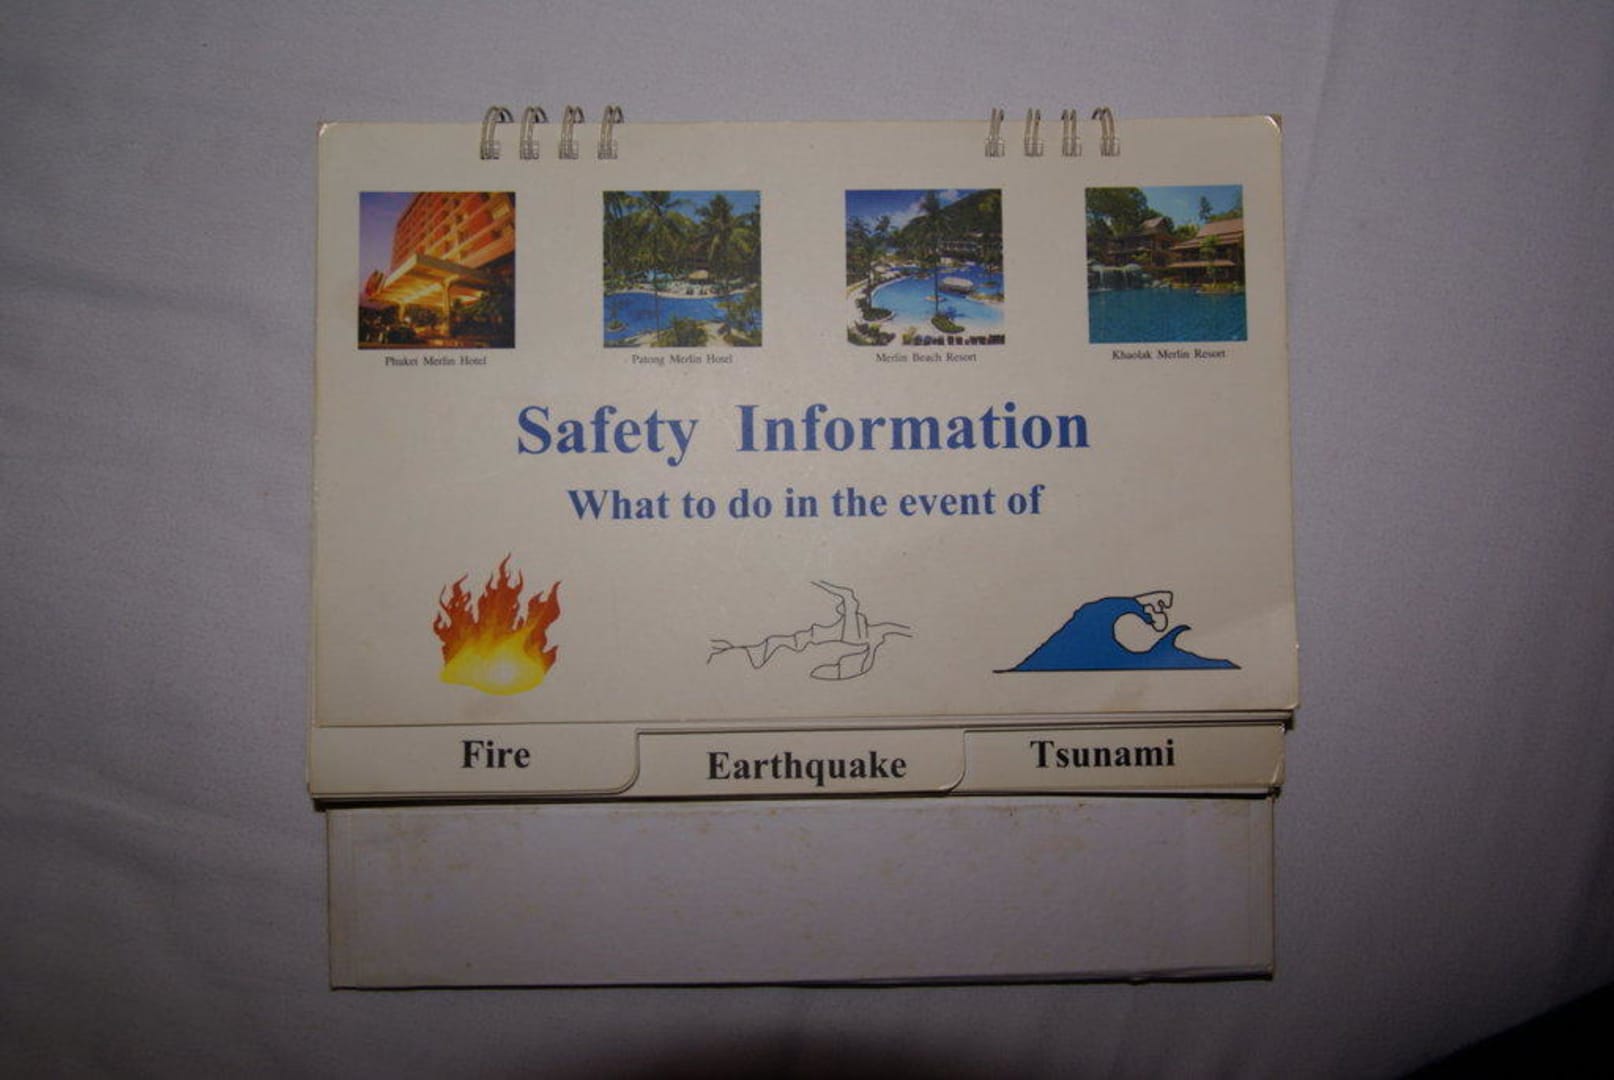 Phuket Merlin Hotel
Patong Merlin Hotel
Merlin Beach Resort
Khaolak Merlin Resort
Safety Information
What to do in the event of
Fire
Earthquake
Tsunami